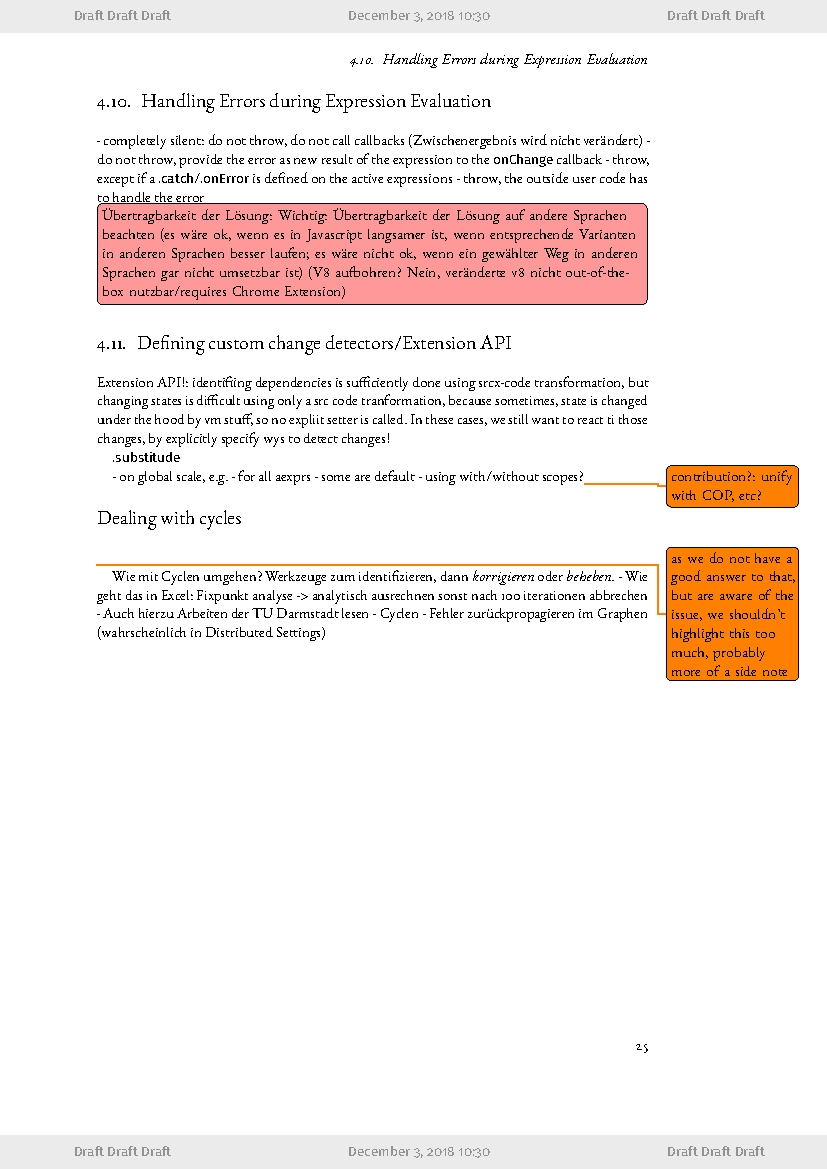 Draft Draft Draft December 3, 2018 10:30 Draft Draft Draft
4.10. Handling Errors during Expression Evaluation
4.10. Handling Errors during Expression Evaluation
- completely silent: do not throw, do not call callbacks (Zwischenergebnis wird nicht verändert) -
do not throw, provide the error as new result of the expression to the onChange callback - throw,
except if a .catch/.onError is defined on the active expressions - throw, the outside user code has
to handle the error
Übertragbarkeit der Lösung: Wichtig: Übertragbarkeit der Lösung auf andere Sprachen
beachten (es wäre ok, wenn es in Javascript langsamer ist, wenn entsprechende Varianten
in anderen Sprachen besser laufen; es wäre nicht ok, wenn ein gewählter Weg in anderen
Sprachen gar nicht umsetzbar ist) (V8 aufbohren? Nein, veränderte v8 nicht out-of-the-
box nutzbar/requires Chrome Extension)
4.11. Defining custom change detectors/Extension API
Extension API!: identifiing dependencies is sufficiently done using srcx-code transformation, but
changing states is difficult using only a src code tranformation, because sometimes, state is changed
under the hood by vm stuff, so no expliit setter is called. In these cases, we still want to react ti those
changes, by explicitly specify wys to detect changes!
.substitude
- on global scale, e.g. - for all aexprs - some are default - using with/without scopes?
contribution?: unify
with COP, etc?
Dealing with cycles
Wie mit Cyclen umgehen? Werkzeuge zum identifizieren, dann korrigieren oder beheben. - Wie
geht das in Excel: Fixpunkt analyse -> analytisch ausrechnen sonst nach 100 iterationen abbrechen
- Auch hierzu Arbeiten der TU Darmstadt lesen - Cyclen - Fehler zurückpropagieren im Graphen
(wahrscheinlich in Distributed Settings)
as we do not have a
good answer to that,
but are aware of the
issue, we shouldn't
highlight this too
much, probably
more of a side note
25
Draft Draft Draft December 3, 2018 10:30 Draft Draft Draft